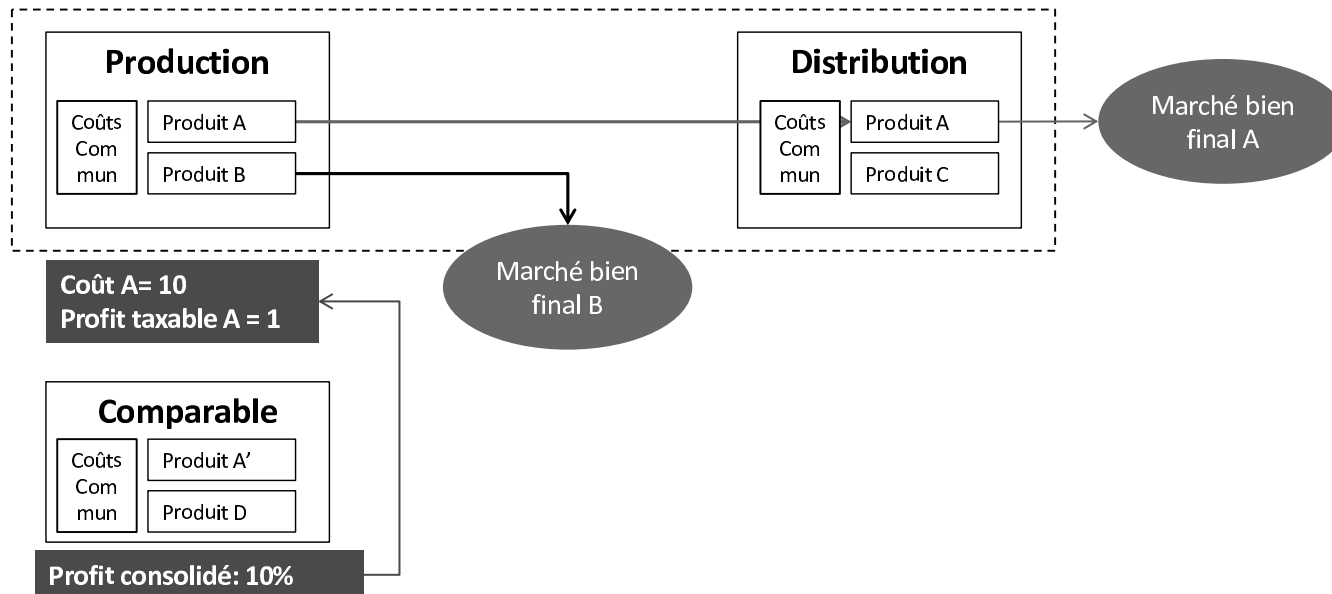 Production
Coûts
Com
mun
Produit A
Produit B
Distribution
Coûts
Com
mun
Produit A
Produit C
Marché bien
final A
Marché bien
final B
Coût A= 10
Profit taxable A = 1
Comparable
Coûts
Com
mun
Produit A’
Produit D
Profit consolidé: 10%